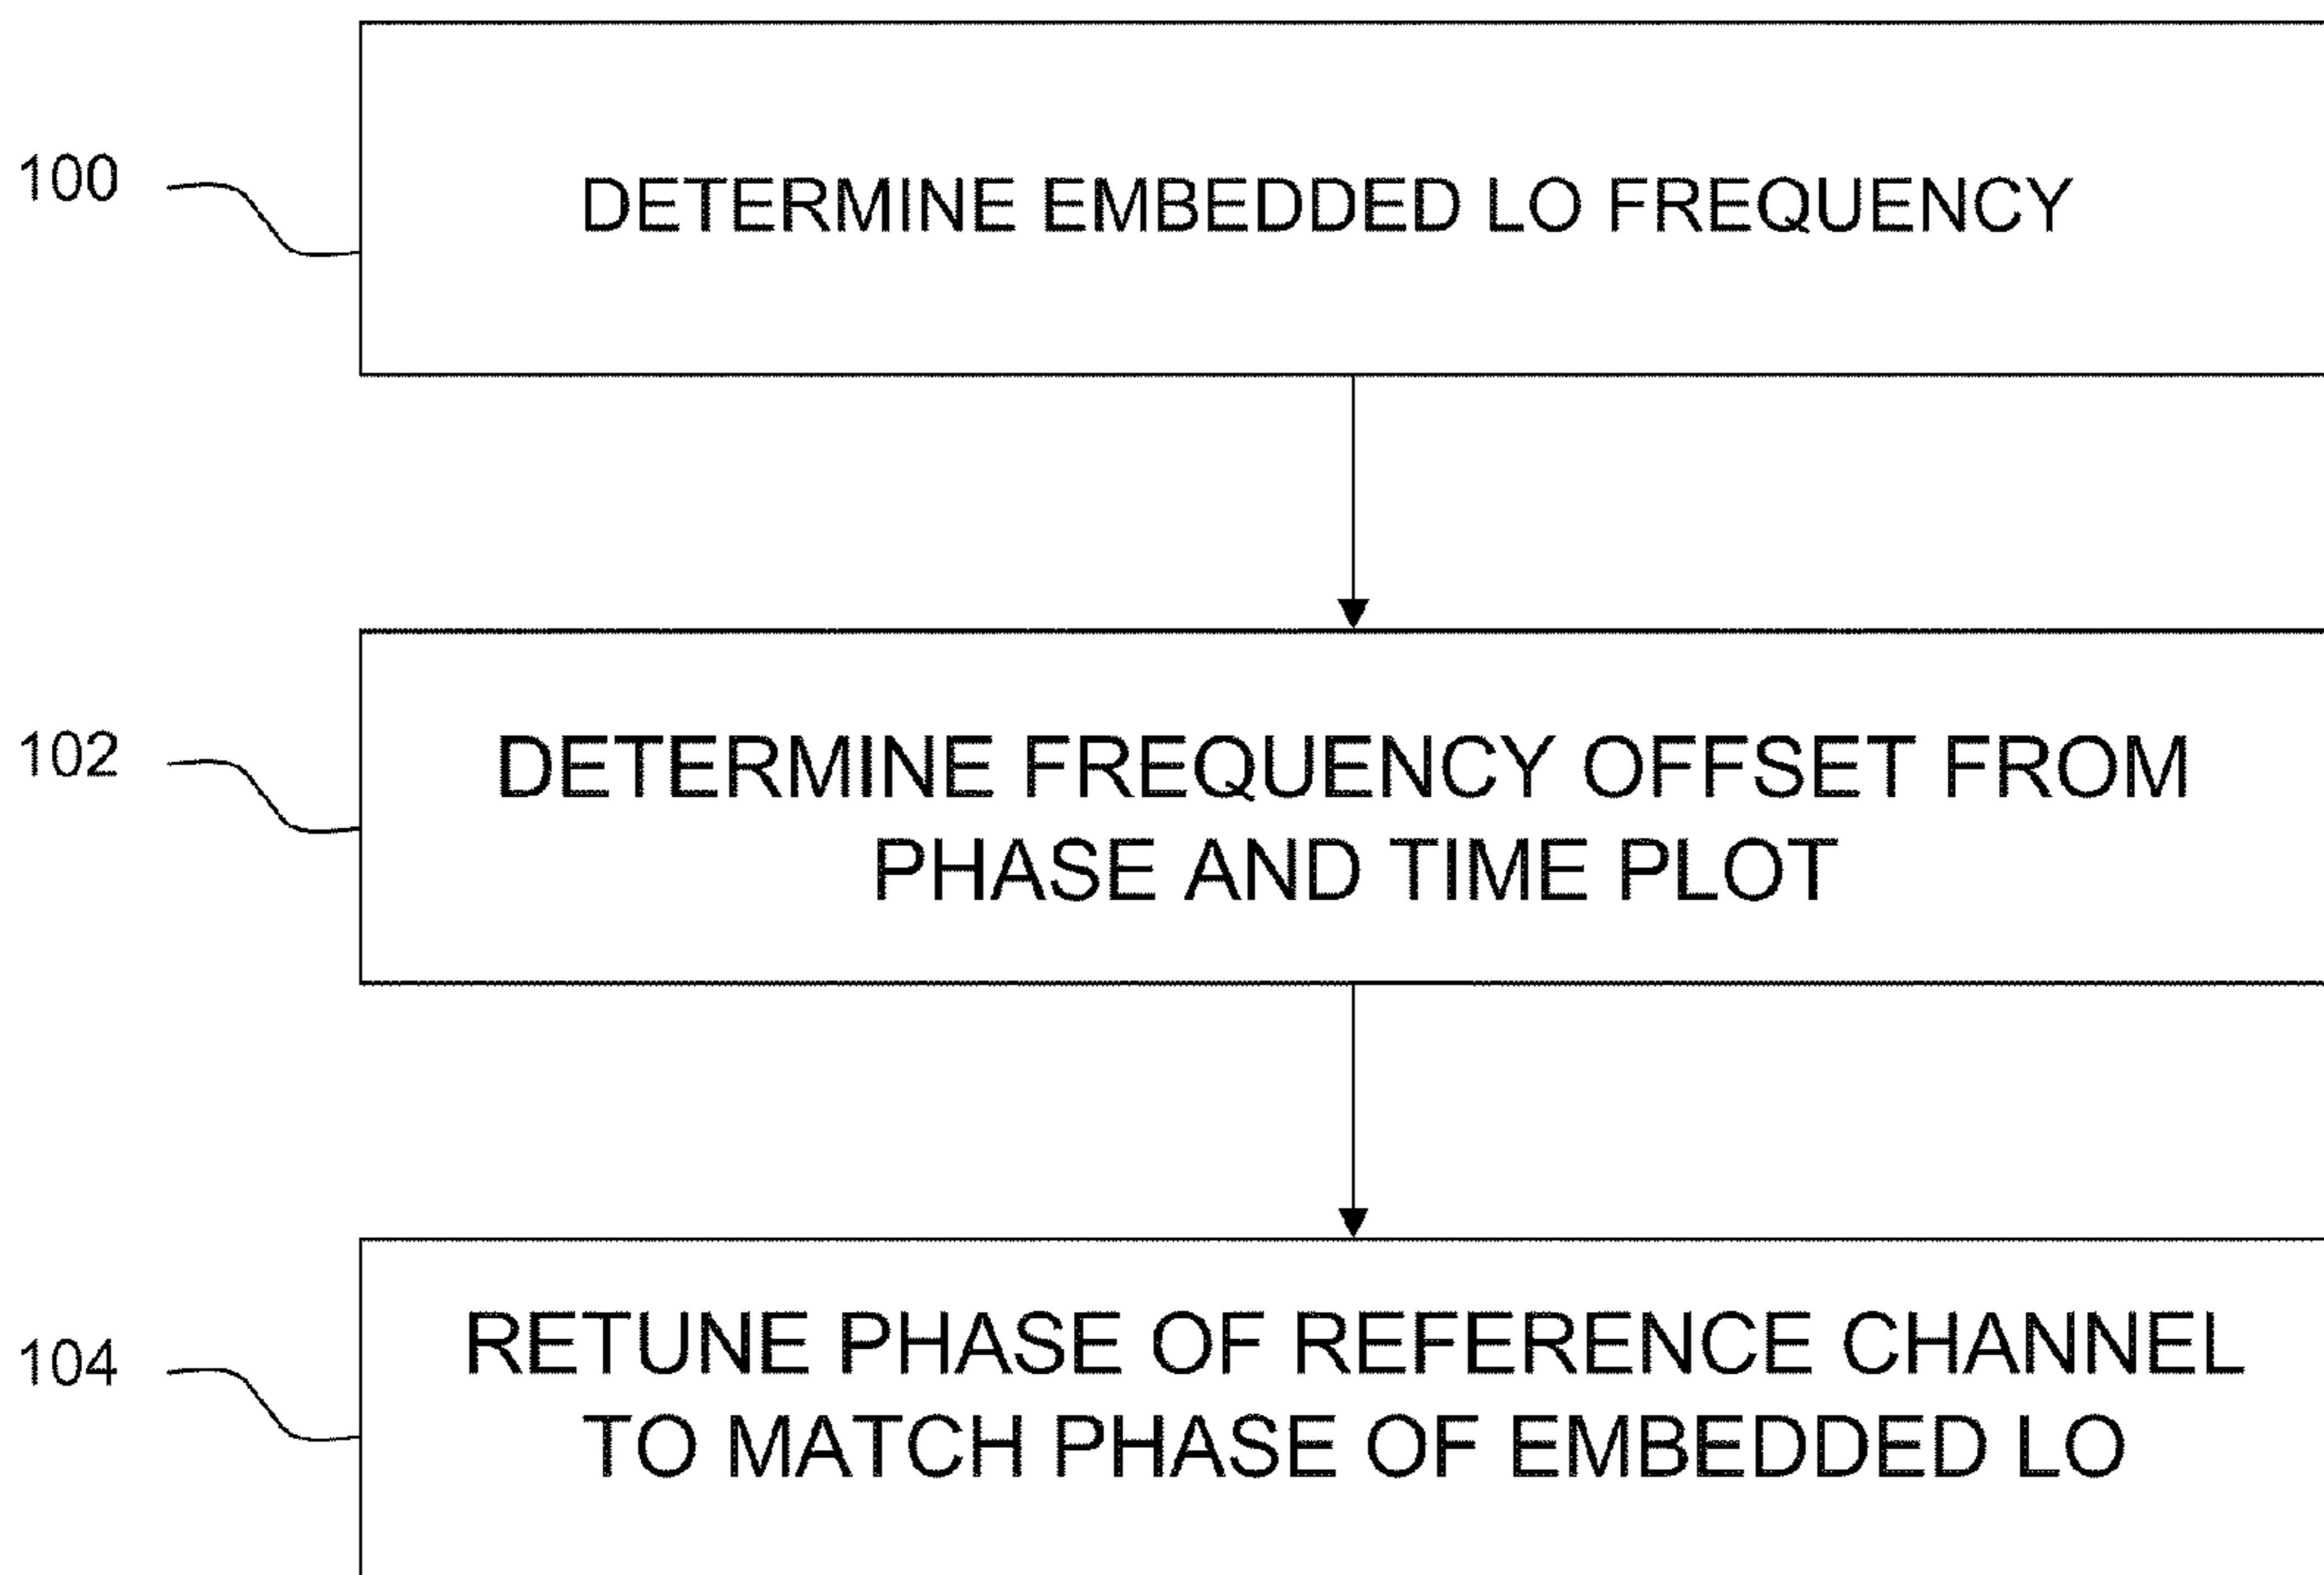 100
DETERMINE EMBEDDED LO FREQUENCY
102
DETERMINE FREQUENCY OFFSET FROM
PHASE AND TIME PLOT
104
RETUNE PHASE OF REFERENCE CHANNEL
TO MATCH PHASE OF EMBEDDED LO